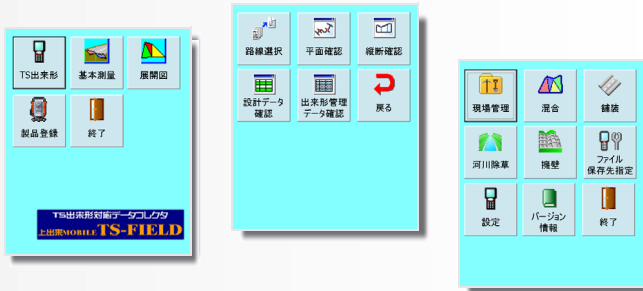 TS出来形
基本測量
展開図
製品登録
終了
TS出来形対応データコレクタ
上出来MOBILE TS-FIELD
路線選択
平面確認
縦断確認
設計データ
確認
出来形管理
データ確認
戻る
現場管理
混合
舗装
河川除草
擁壁
ファイル
保存先指定
設定
バージョン
情報
終了